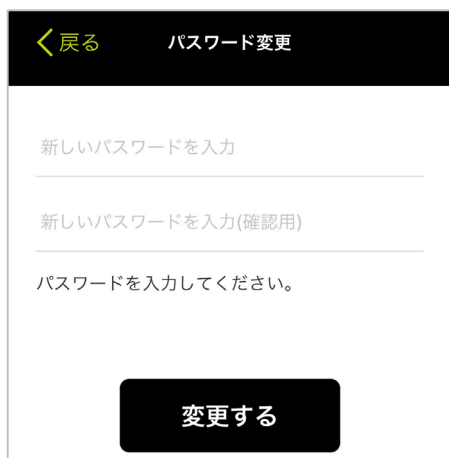 戻る パスワード変更
新しいパスワードを入力
新しいパスワードを入力(確認用)
パスワードを入力してください。
変更する